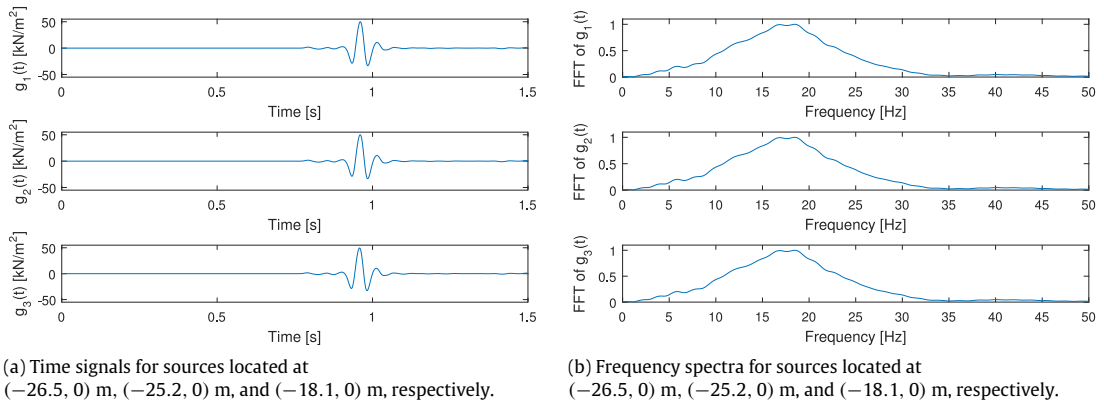 g1(t) [kN/m2]
50
0
-50
0 0.5 1 1.5
Time [s]
g2(t) [kN/m2]
50
0
-50
0 0.5 1 1.5
Time [s]
g3(t) [kN/m2]
50
0
-50
0 0.5 1 1.5
Time [s]
(a) Time signals for sources located at
(−26.5, 0) m, (−25.2, 0) m, and (−18.1, 0) m, respectively.
FFT of g1(t)
1
0.5
0
0 5 10 15 20 25 30 35 40 45 50
Frequency [Hz]
FFT of g2(t)
1
0.5
0
0 5 10 15 20 25 30 35 40 45 50
Frequency [Hz]
FFT of g3(t)
1
0.5
0
0 5 10 15 20 25 30 35 40 45 50
Frequency [Hz]
(b) Frequency spectra for sources located at
(−26.5, 0) m, (−25.2, 0) m, and (−18.1, 0) m, respectively.